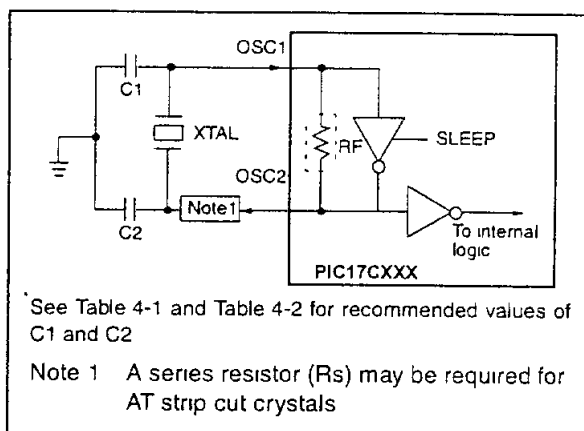 OSC1
C1
XTAL
RF
SLEEP
OSC2
Note1
C2
To internal
logic
PIC17CXXX
See Table 4-1 and Table 4-2 for recommended values of
C1 and C2
Note 1 A series resistor (Rs) may be required for
AT strip cut crystals